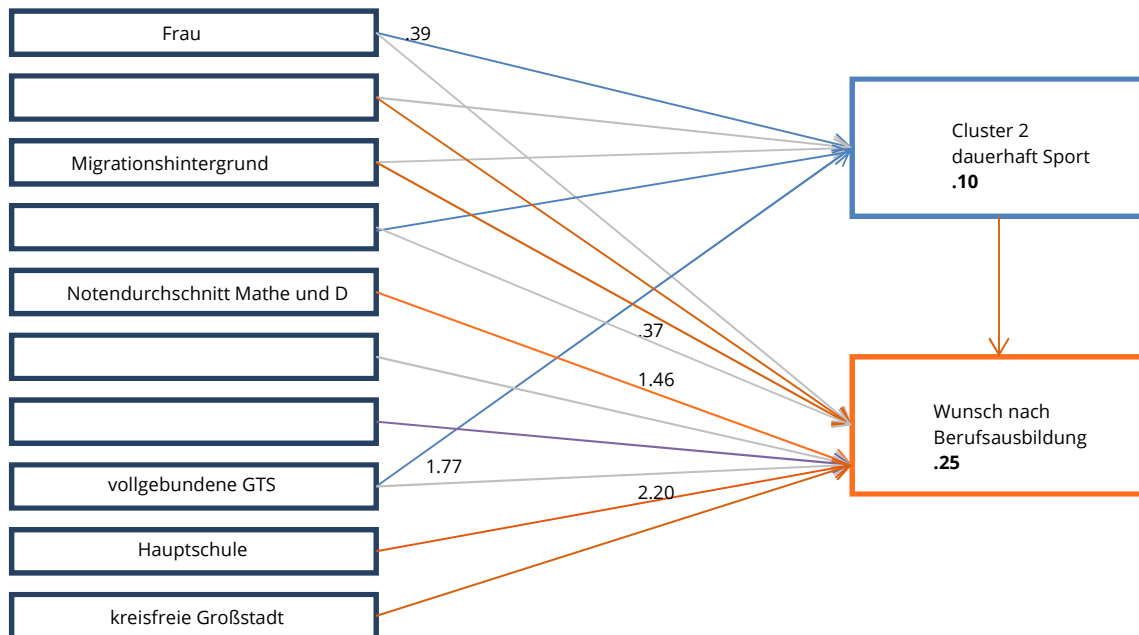 Frau
.39
Migrationshintergrund
Notendurchschnitt Mathe und D
vollgebundene GTS
Hauptschule
kreisfreie Großstadt
.37
1.46
1.77
2.20
Cluster 2
dauerhaft Sport
.10
Wunsch nach
Berufsausbildung
.25